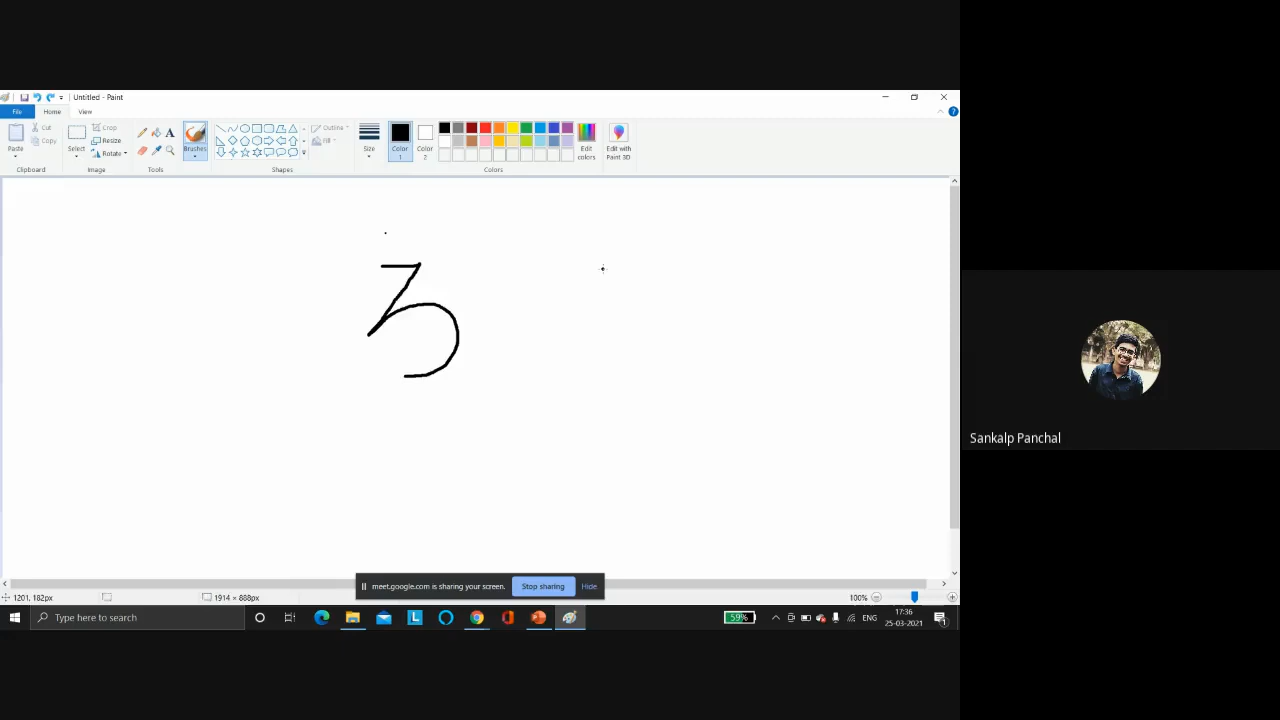 Untitled - Paint
File Home View
Paste Cut Copy
Clipboard
Select Crop Resize Rotate
Image
Brushes
Tools
Outline Fill
Shapes
Size
Color 1
Color 2
Edit colors
Edit with Paint 3D
Colors
3
Sankalp Panchal
meet.google.com is sharing your screen. Stop sharing Hide
1201, 182px 1914 × 888px 100%
Type here to search
59% ENG 17:36
25-03-2021